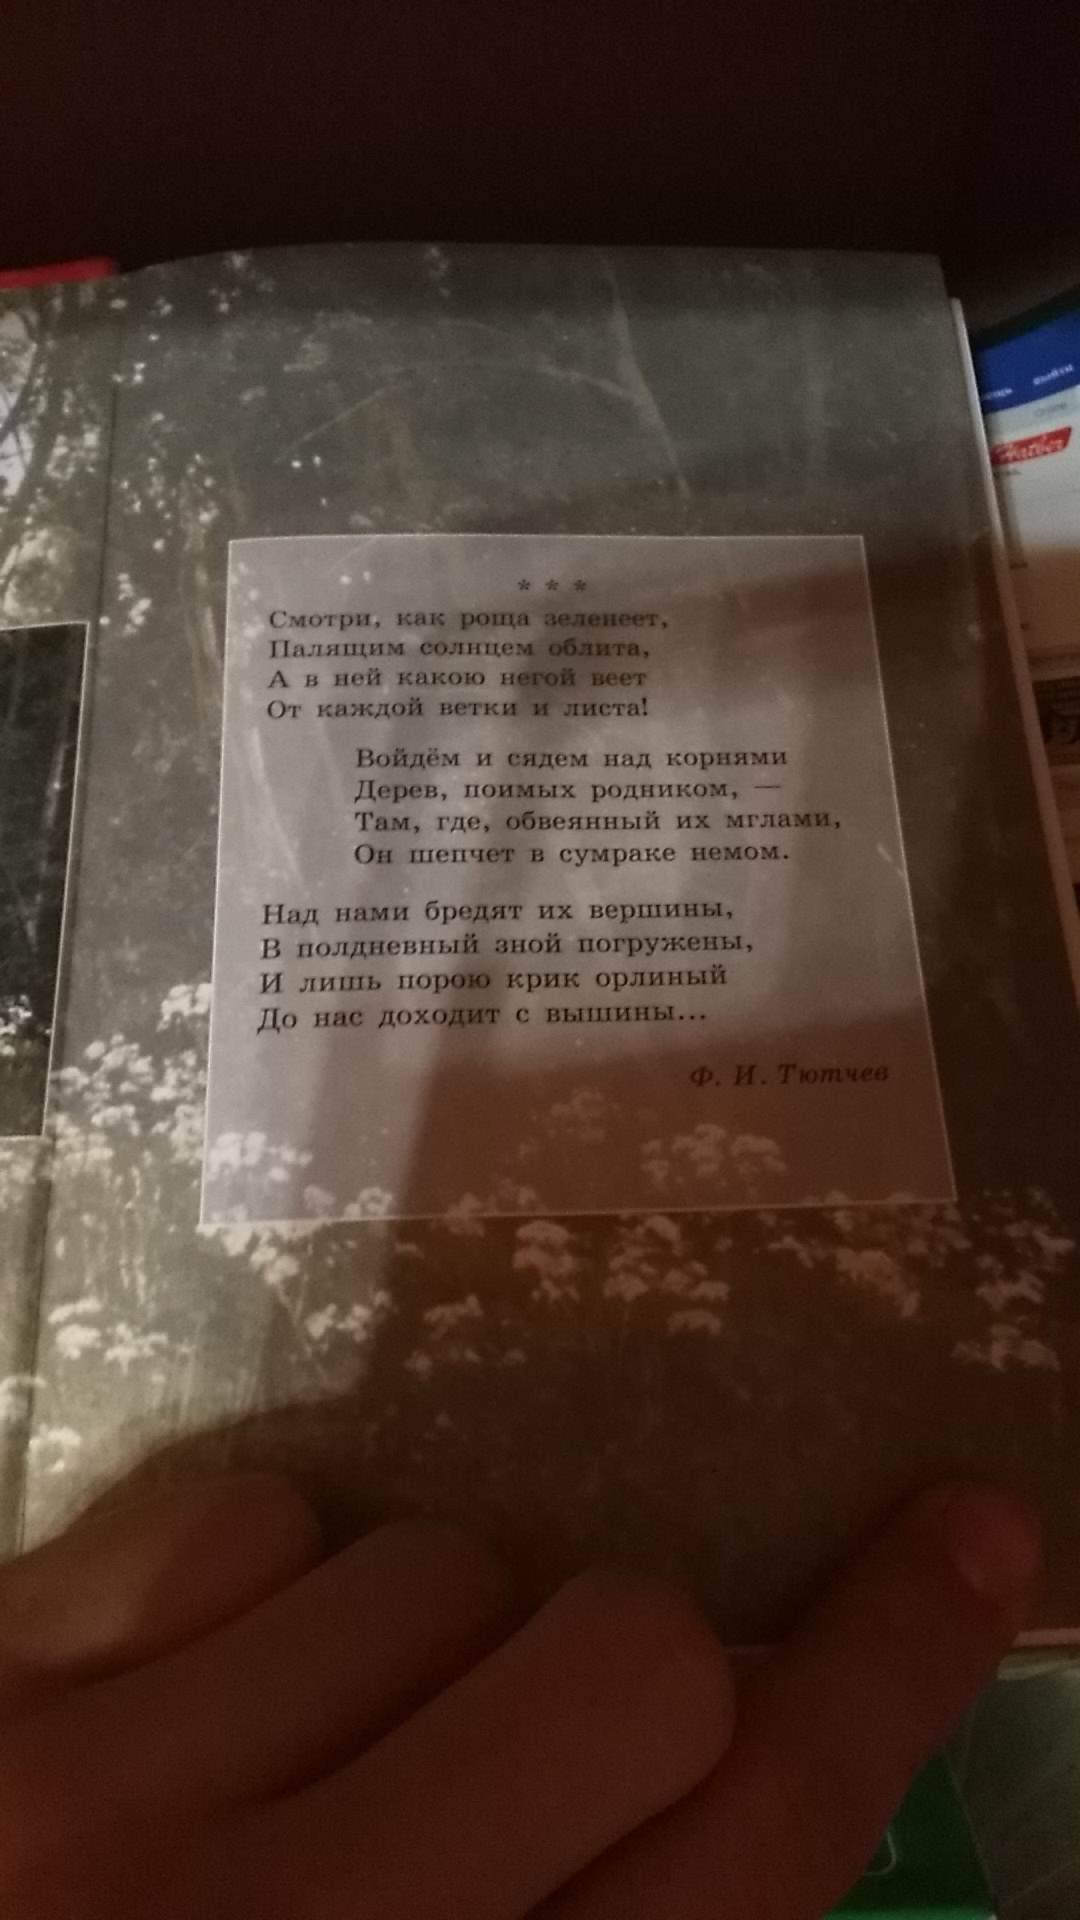 * * *
Смотри, как роща зеленеет,
Палящим солнцем облита,
А в ней какою негой веет
От каждой ветки и листа!
Войдём и сядем над корнями
Дерев, поимых родником, —
Там, где, обвеянный их мглами,
Он шепчет в сумраке немом.
Над нами бредят их вершины,
В полдневный зной погружены,
И лишь порою крик орлиный
До нас доходит с вышины...
Ф. И. Тютчев
выйти
Hatber